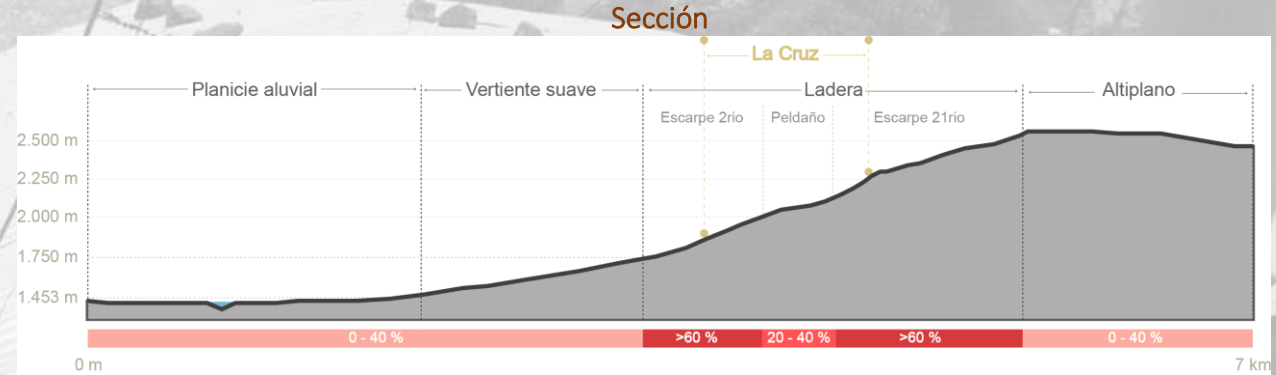 Sección
La Cruz
Planicie aluvial Vertiente suave Ladera Altiplano
Escarpe 2rio Peldaño Escarpe 21rio
2.500 m
2.250 m
2.000 m
1.750 m
1.453 m
0 - 40 % >60 % 20 - 40 % >60 % 0 - 40 %
0 m 7 km